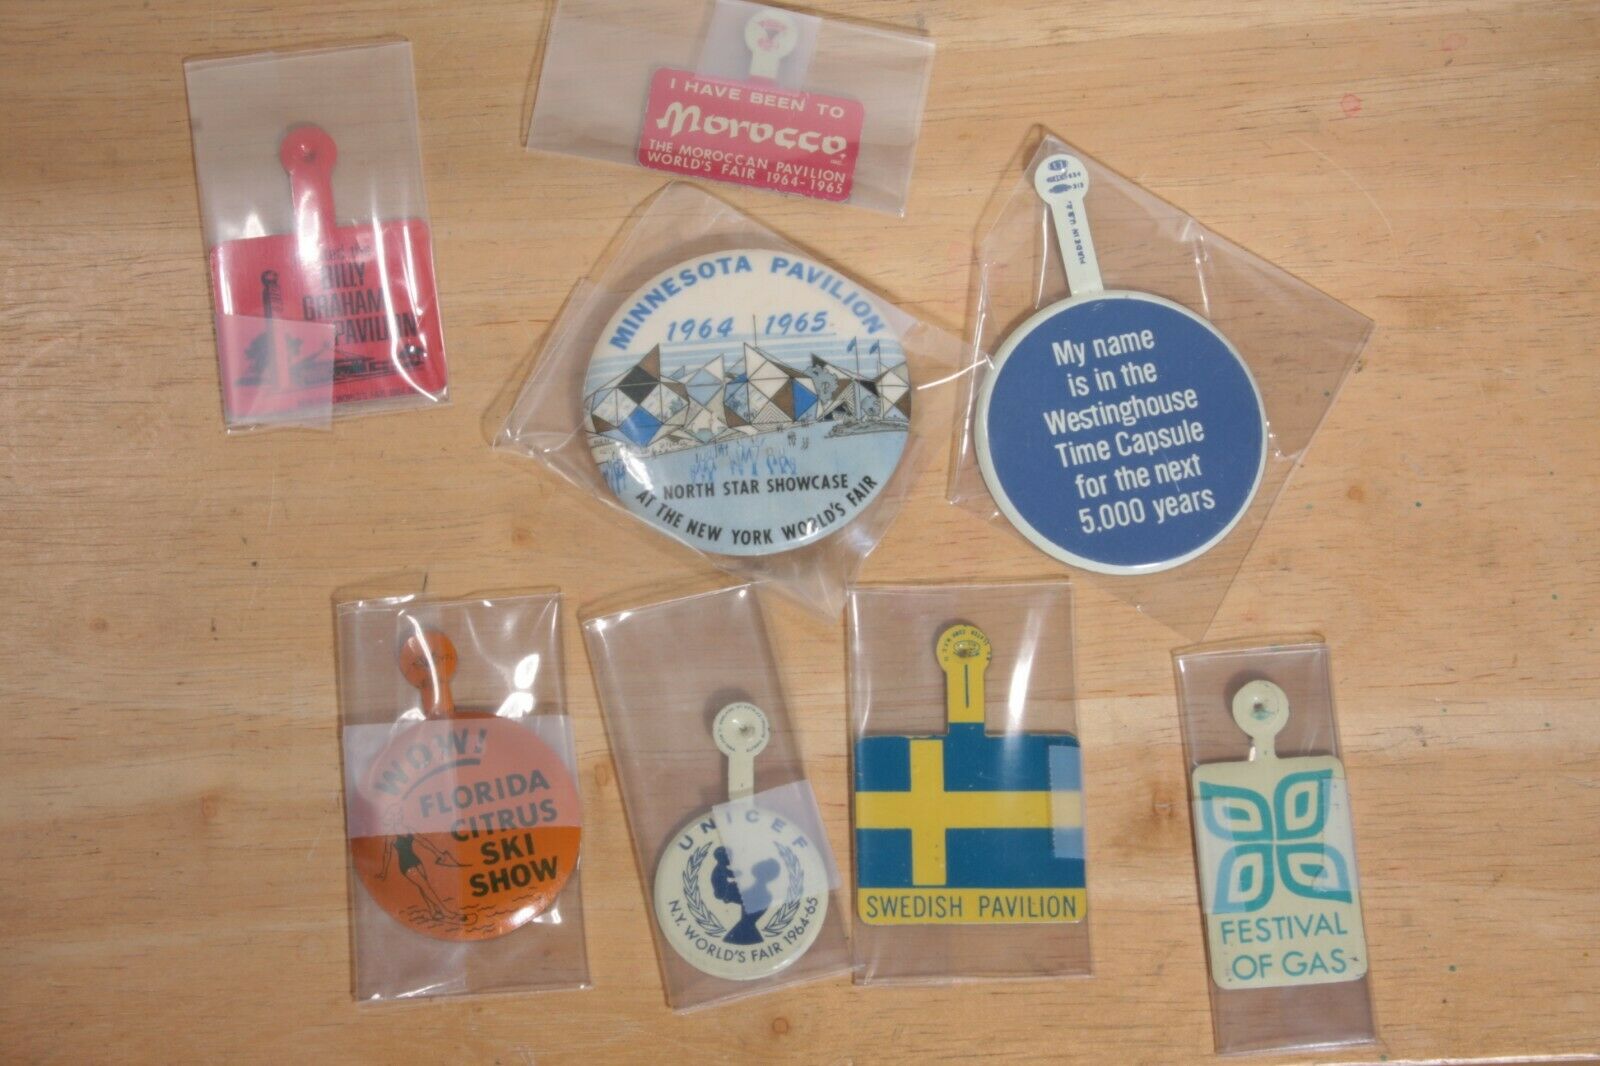 I HAVE BEEN TO
Morocco
INC.
THE MOROCCAN PAVILION
WORLD'S FAIR 1964-1965
the
BILLY
GRAHAM
PAVILION
MINNESOTA PAVILION
1964 1965
NORTH STAR SHOWCASE
AT THE NEW YORK WORLD'S FAIR
MADE IN U.S.A.
My name
is in the
Westinghouse
Time Capsule
for the next
5,000 years
WOW!
FLORIDA
CITRUS
SKI
SHOW
UNICEF
N.Y. WORLD'S FAIR 1964-65
SWEDISH PAVILION
FESTIVAL
OF GAS